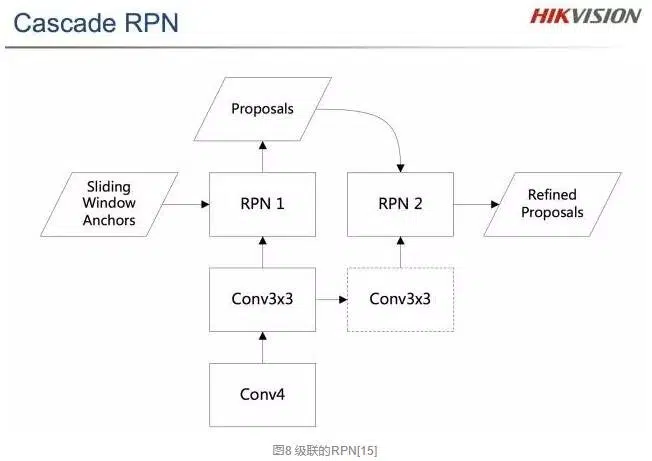 Cascade RPN
HIKVISION
Proposals
Sliding
Window
Anchors
RPN 1
RPN 2
Refined
Proposals
Conv3x3
Conv3x3
Conv4
图8 级联的RPN[15]